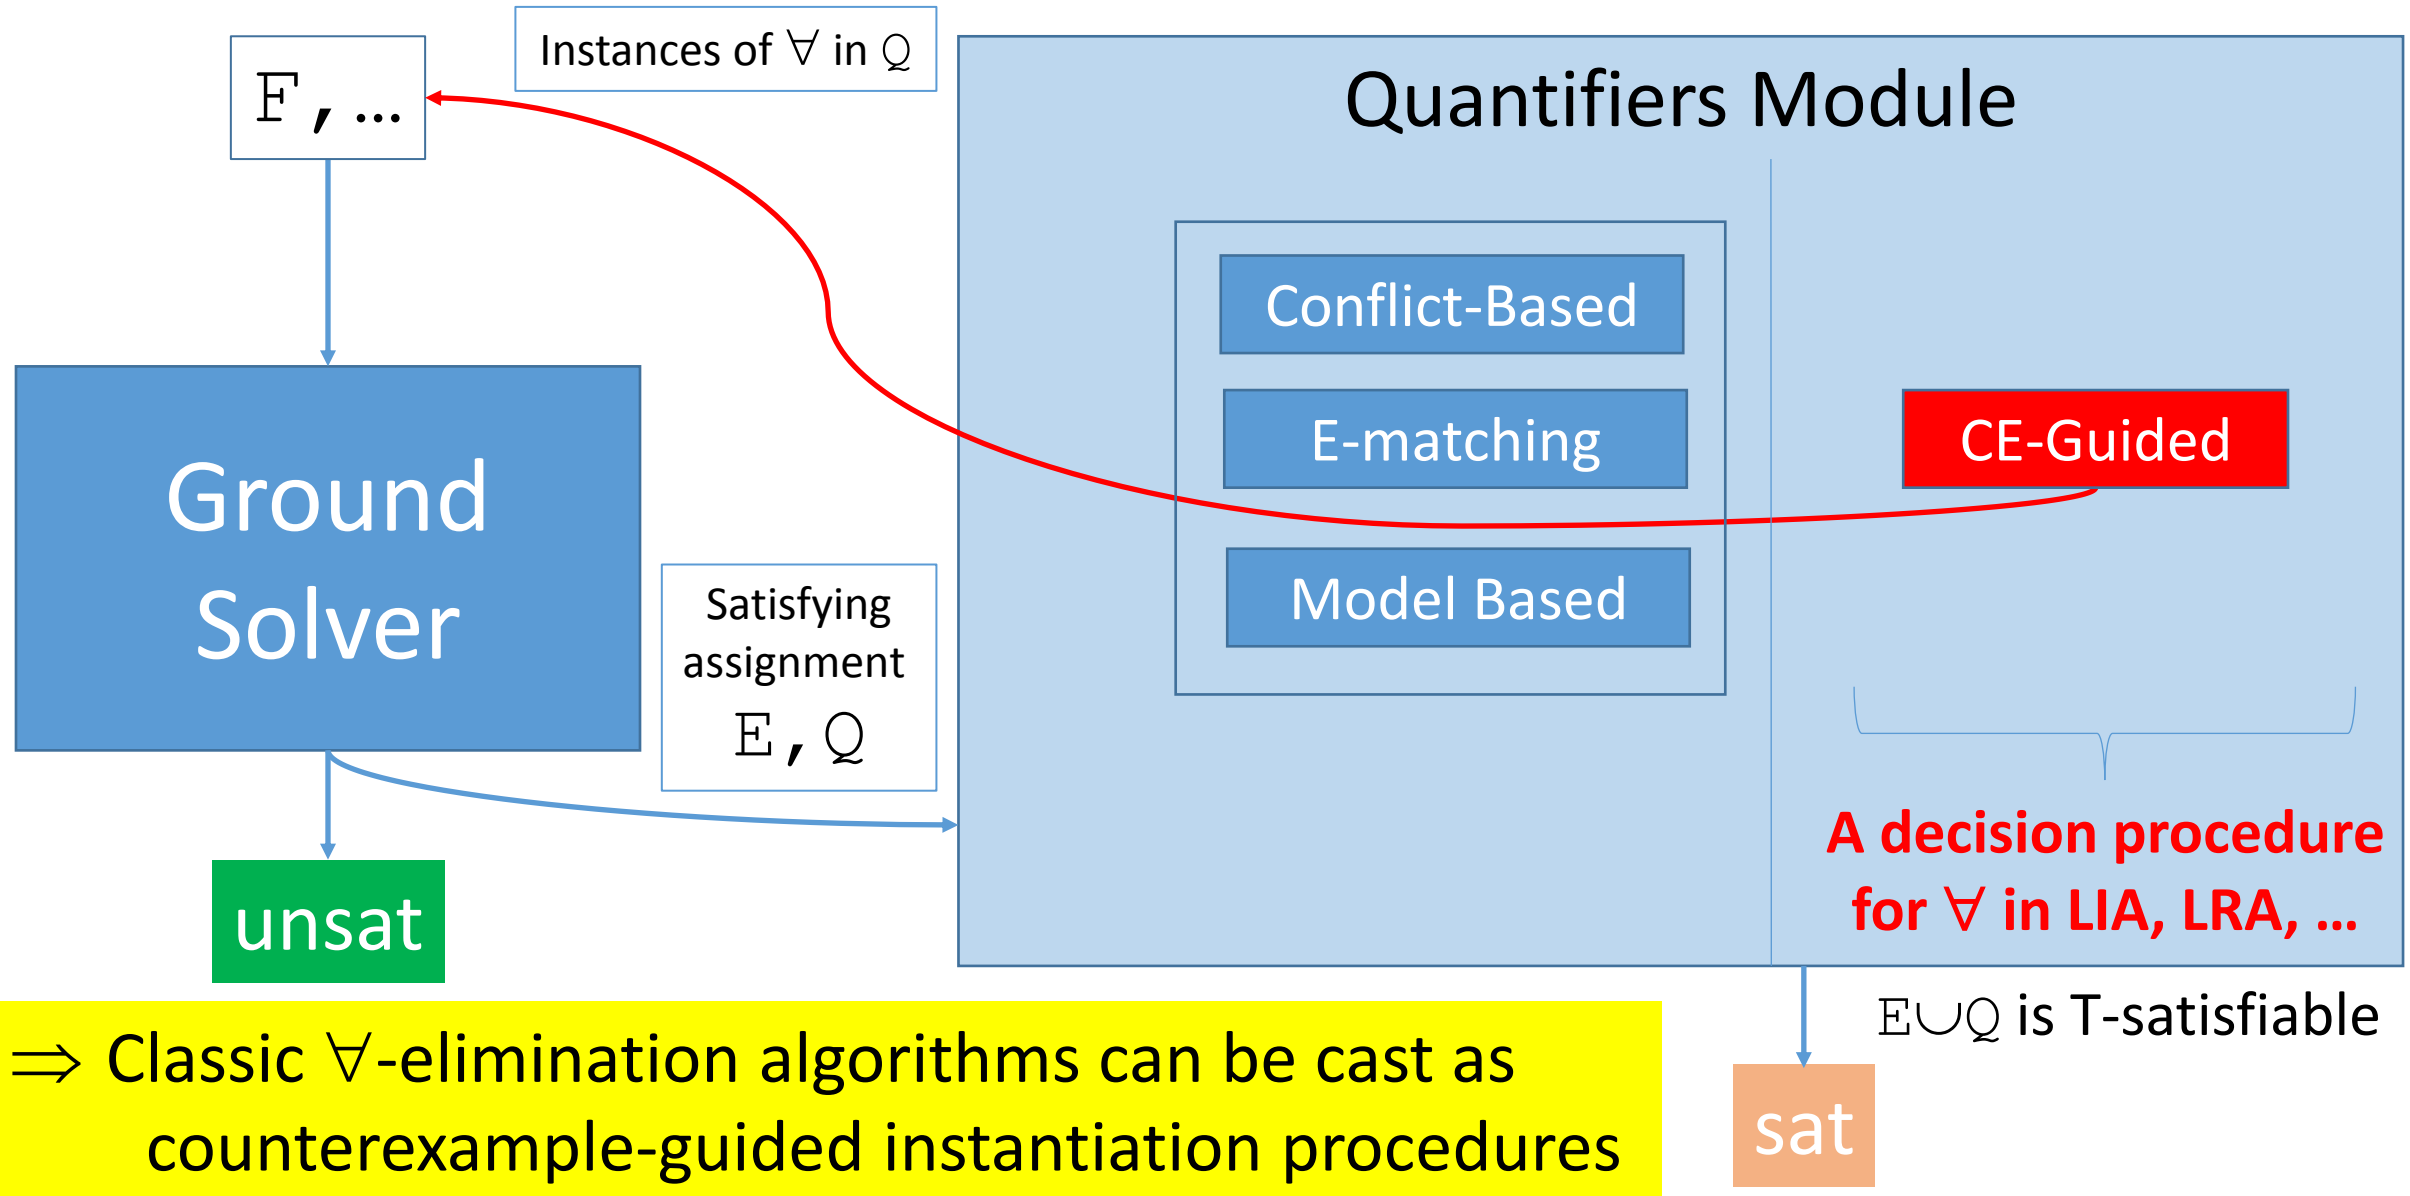 Instances of ∀ in Q
F,…
Quantifiers Module
Conflict-Based
E-matching
Model Based
CE-Guided
Ground
Solver
Satisfying
assignment
E,Q
A decision procedure
for ∀ in LIA, LRA, …
unsat
E∪Q is T-satisfiable
sat
⇒ Classic ∀-elimination algorithms can be cast as
counterexample-guided instantiation procedures